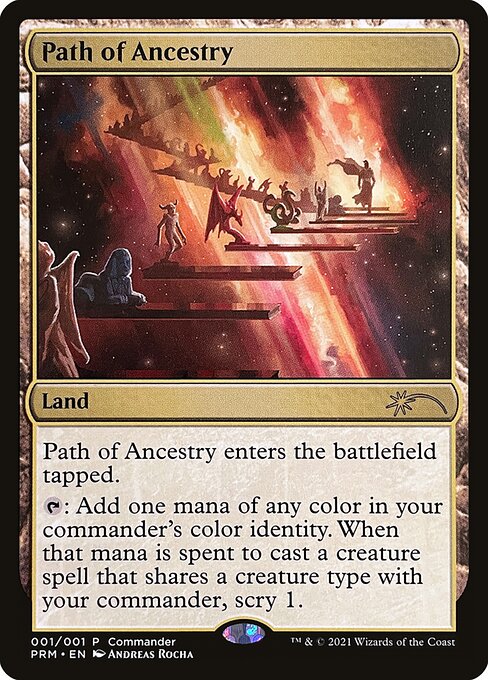 Path of Ancestry
Land
Path of Ancestry enters the battlefield
tapped.
: Add one mana of any color in your
commander's color identity. When
that mana is spent to cast a creature
spell that shares a creature type with
your commander, scry 1.
001/001 P Commander
PRM • EN Andreas Rocha
™ & © 2021 Wizards of the Coast